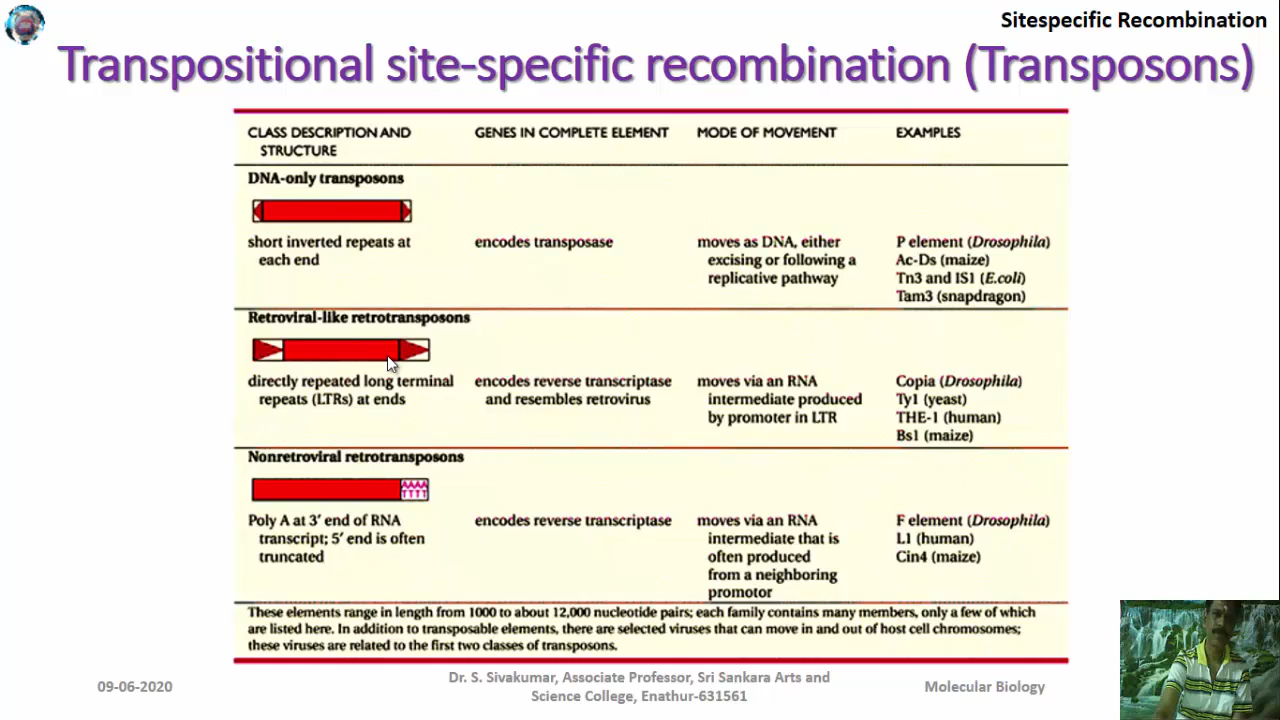 Sitespecific Recombination
Transpositional site-specific recombination (Transposons)
CLASS DESCRIPTION AND
STRUCTURE
GENES IN COMPLETE ELEMENT
MODE OF MOVEMENT
EXAMPLES
DNA-only transposons
short inverted repeats at
each end
encodes transposase
moves as DNA, either
excising or following a
replicative pathway
P element (Drosophila)
Ac-Ds (maize)
Tn3 and IS1 (E.coli)
Tam3 (snapdragon)
Retroviral-like retrotransposons
directly repeated long terminal
repeats (LTRs) at ends
encodes reverse transcriptase
and resembles retrovirus
moves via an RNA
intermediate produced
by promoter in LTR
Copia (Drosophila)
Ty1 (yeast)
THE-1 (human)
Bs1 (maize)
Nonretroviral retrotransposons
AAAA
TTTT
Poly A at 3′ end of RNA
transcript; 5′ end is often
truncated
encodes reverse transcriptase
moves via an RNA
intermediate that is
often produced
from a neighboring
promotor
F element (Drosophila)
L1 (human)
Cin4 (maize)
These elements range in length from 1000 to about 12,000 nucleotide pairs; each family contains many members, only a few of which
are listed here. In addition to transposable elements, there are selected viruses that can move in and out of host cell chromosomes;
these viruses are related to the first two classes of transposons.
09-06-2020
Dr. S. Sivakumar, Associate Professor, Sri Sankara Arts and
Science College, Enathur-631561
Molecular Biology